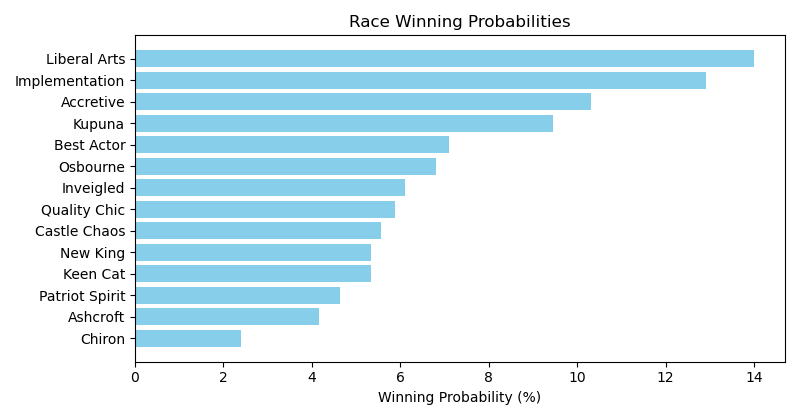 Race Winning Probabilities
Liberal Arts
Implementation
Accretive
Kupuna
Best Actor
Osbourne
Inveigled
Quality Chic
Castle Chaos
New King
Keen Cat
Patriot Spirit
Ashcroft
Chiron
0 2 4 6 8 10 12 14
Winning Probability (%)